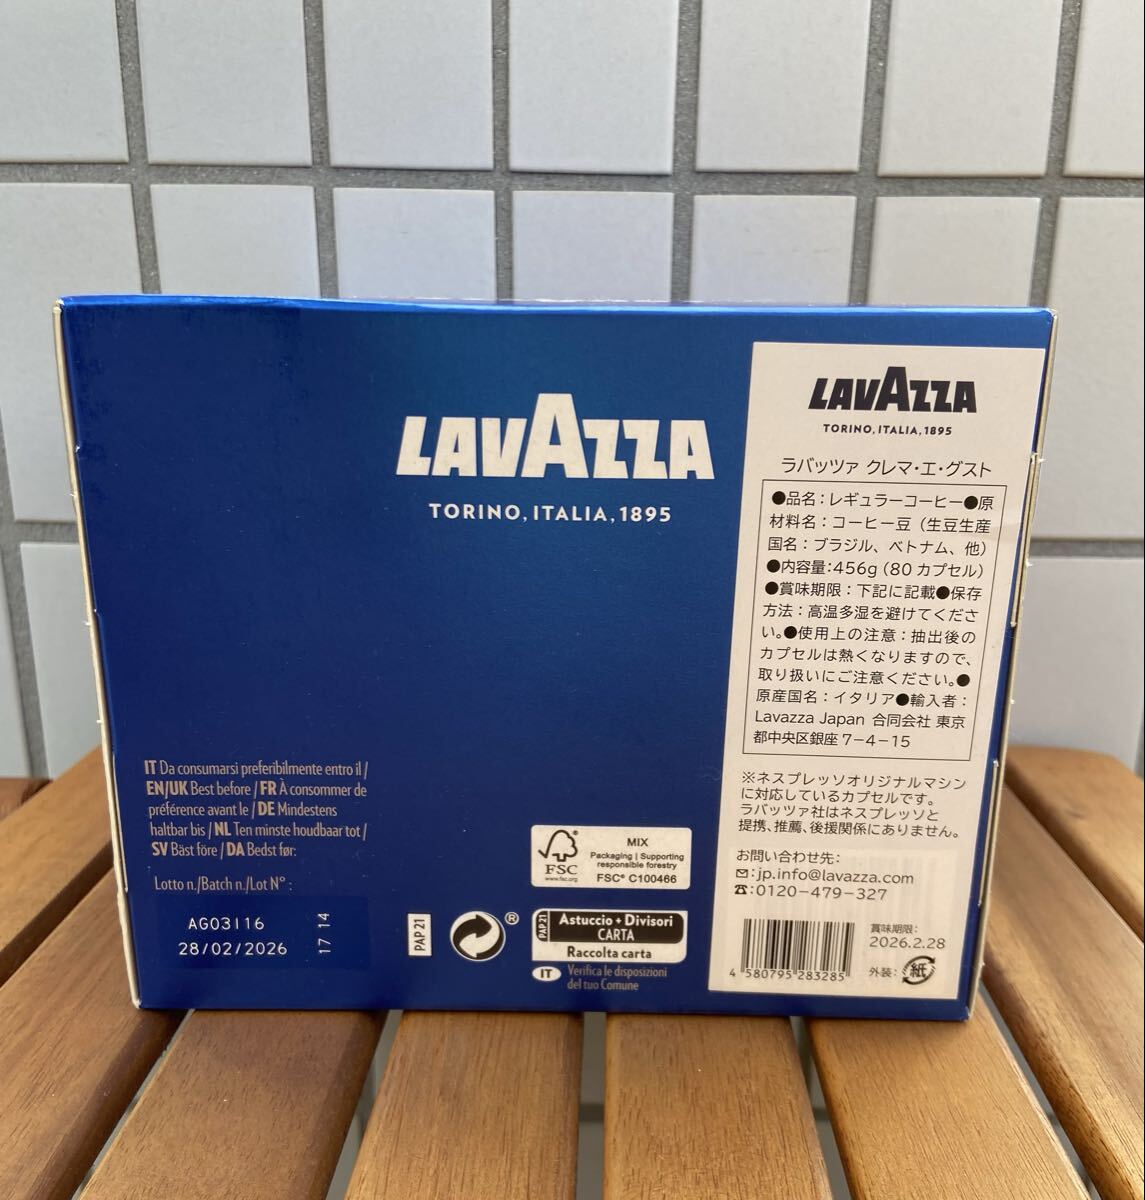 LAVAZZA
TORINO, ITALIA, 1895
IT Da consumarsi preferibilmente entro il /
EN/UK Best before / FR À consommer de
préférence avant le / DE Mindestens
haltbar bis / NL Ten minste houdbaar tot /
SV Bäst före / DA Bedst før:
Lotto n./Batch n./Lot N° :
AG03I16
28/02/2026
17 14
PAP 21
®
FSC
www.fsc.org
MIX
Packaging | Supporting
responsible forestry
FSC® C100466
PAP 21
Astuccio + Divisori
CARTA
Raccolta carta
IT Verifica le disposizioni
del tuo Comune
LAVAZZA
TORINO, ITALIA, 1895
ラバッツァ クレマ・エ・グスト
●品名：レギュラーコーヒー●原
材料名：コーヒー豆（生豆生産
国名：ブラジル、ベトナム、他）
●内容量：456g（80 カプセル）
●賞味期限：下記に記載●保存
方法：高温多湿を避けてくださ
い。●使用上の注意：抽出後の
カプセルは熱くなりますので、
取り扱いにご注意ください。●
原産国名：イタリア●輸入者：
Lavazza Japan 合同会社 東京
都中央区銀座 7-4-15
※ネスプレッソオリジナルマシン
に対応しているカプセルです。
ラバッツァ社はネスプレッソと
提携、推薦、後援関係にありません。
お問い合わせ先：
jp.info@lavazza.com
:0120-479-327
4 580795 283285
賞味期限：
2026.2.28
外装： 紙